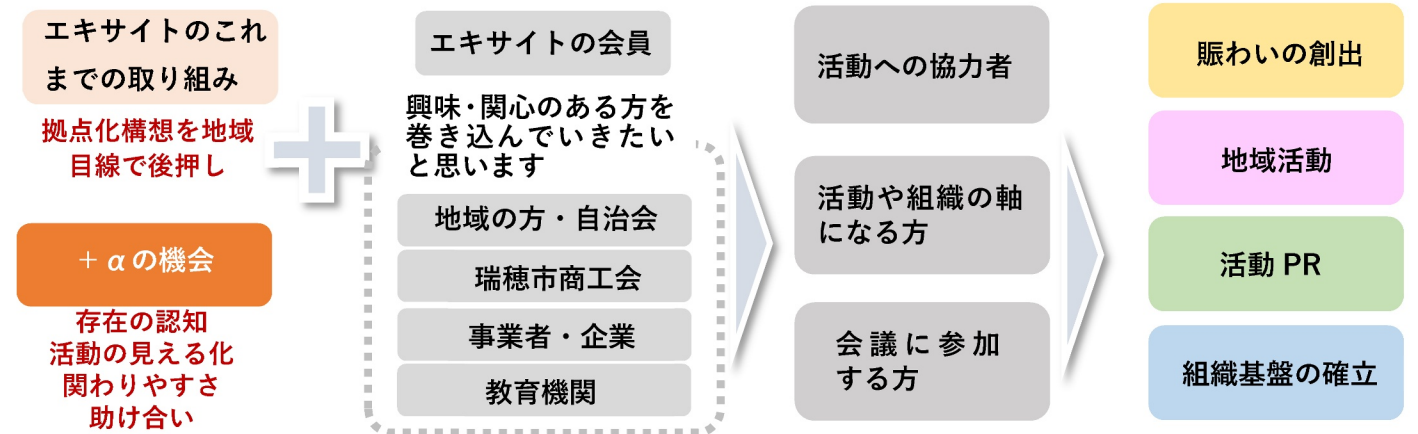 エキサイトのこれ
までの取り組み
拠点化構想を地域
目線で後押し
+ αの機会
存在の認知
活動の見える化
関わりやすさ
助け合い
エキサイトの会員
興味・関心のある方を
巻き込んでいきたい
と思います
地域の方・自治会
瑞穂市商工会
事業者・企業
教育機関
活動への協力者
活動や組織の軸
になる方
会議に参加
する方
賑わいの創出
地域活動
活動 PR
組織基盤の確立